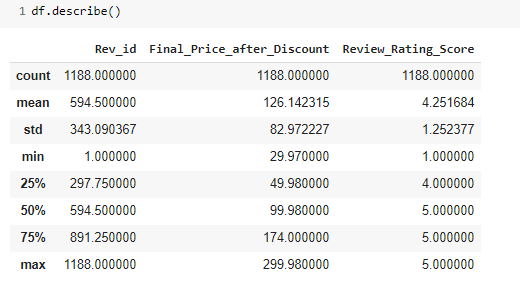 1 df.describe()
Rev_id Final_Price_after_Discount Review_Rating_Score
count 1188.000000 1188.000000 1188.000000
mean 594.500000 126.142315 4.251684
std 343.090367 82.972227 1.252377
min 1.000000 29.970000 1.000000
25% 297.750000 49.980000 4.000000
50% 594.500000 99.980000 5.000000
75% 891.250000 174.000000 5.000000
max 1188.000000 299.980000 5.000000